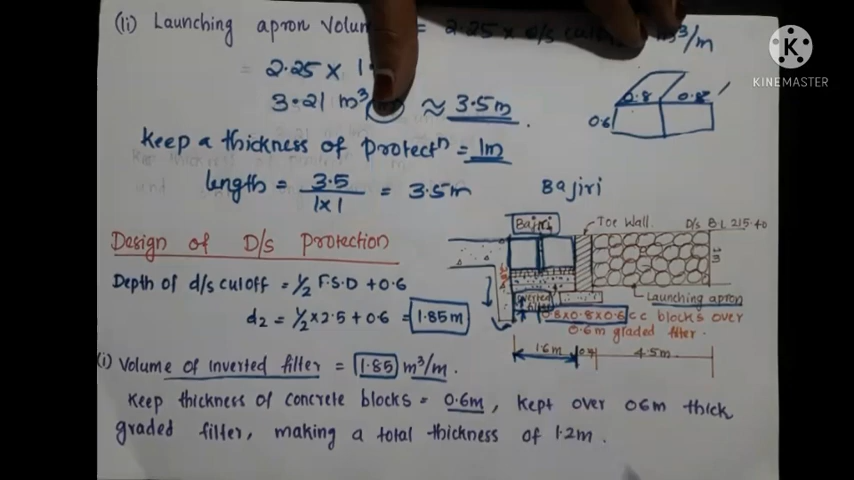 (ii) Launching apron Volum = 2.25 x d/s m³/m
= 2.25 x 1.
3.21 m³ ≈ 3.5m
Keep a thickness of Protectⁿ = 1m
length = 3.5 / 1x1 = 3.5m
0.8 0.8
0.6
Bajiri
Design of D/s Protection
Depth of d/s cutoff = 1/2 F.S.D + 0.6
d₂ = 1/2 x 2.5 + 0.6 = 1.85m
Bajiri Toe Wall D/s B.L 215.40
1m
Inverted filter
Launching apron
0.8x0.8x0.6 cc blocks over
0.6m graded filter.
1.6m 4.5m
(i) Volume of inverted filter = 1.85 m³/m.
Keep thickness of concrete blocks = 0.6m, kept over 06m thick
graded filter, making a total thickness of 1.2m.
KINEMASTER